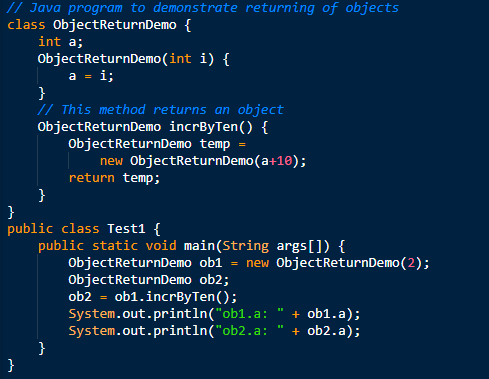 // Java program to demonstrate returning of objects
class ObjectReturnDemo {
    int a;
    ObjectReturnDemo(int i) {
        a = i;
    }
    // This method returns an object
    ObjectReturnDemo incrByTen() {
        ObjectReturnDemo temp =
            new ObjectReturnDemo(a+10);
        return temp;
    }
}
public class Test1 {
    public static void main(String args[]) {
        ObjectReturnDemo ob1 = new ObjectReturnDemo(2);
        ObjectReturnDemo ob2;
        ob2 = ob1.incrByTen();
        System.out.println("ob1.a: " + ob1.a);
        System.out.println("ob2.a: " + ob2.a);
    }
}